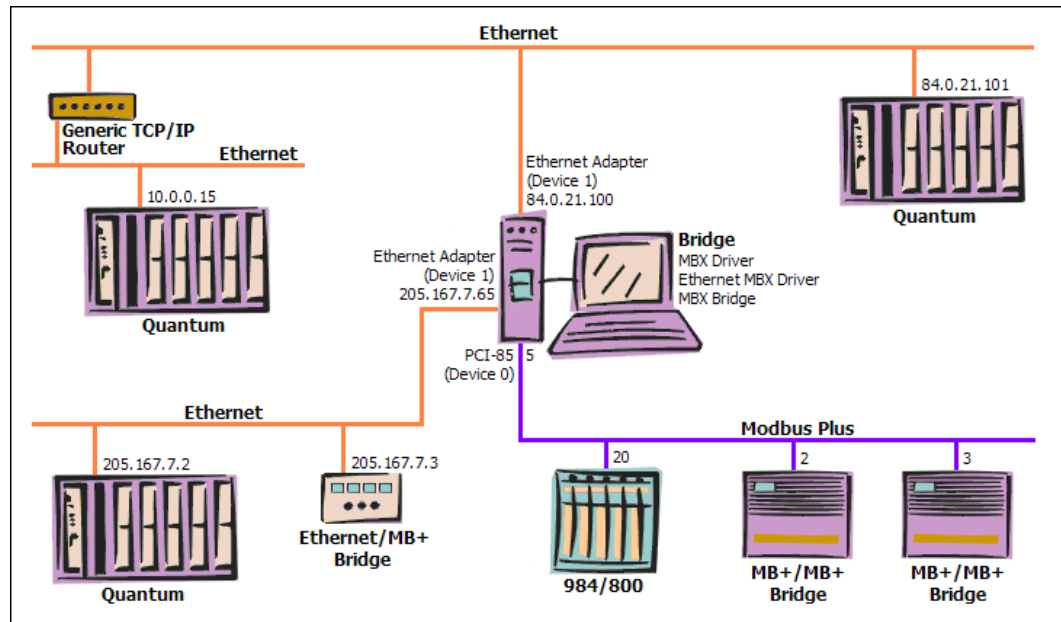 Ethernet
84.0.21.101
Generic TCP/IP
Router
Ethernet
Ethernet Adapter
(Device 1)
84.0.21.100
10.0.0.15
Quantum
Bridge
MBX Driver
Ethernet MBX Driver
MBX Bridge
Ethernet Adapter
(Device 1)
205.167.7.65
Quantum
PCI-85 5
(Device 0)
Ethernet
Modbus Plus
205.167.7.2
205.167.7.3
20
2
3
Ethernet/MB+
Bridge
Quantum
984/800
MB+/MB+
Bridge
MB+/MB+
Bridge